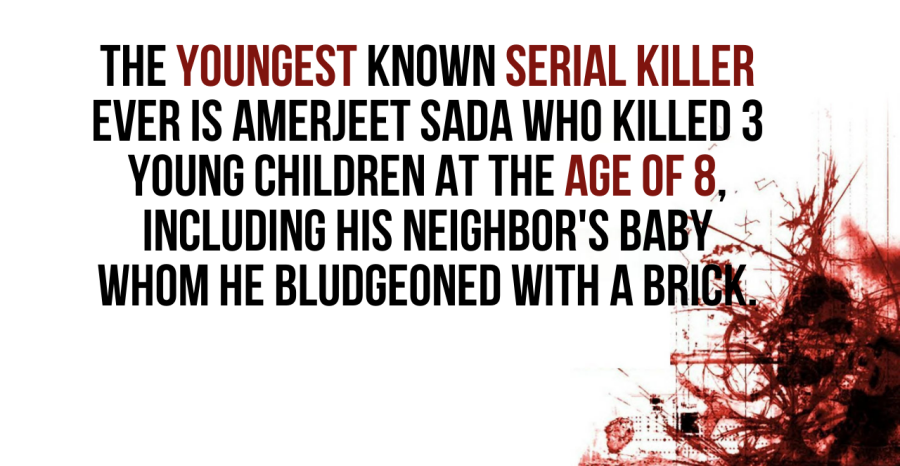 THE YOUNGEST KNOWN SERIAL KILLER
EVER IS AMERJEET SADA WHO KILLED 3
YOUNG CHILDREN AT THE AGE OF 8,
INCLUDING HIS NEIGHBOR'S BABY
WHOM HE BLUDGEONED WITH A BRICK.